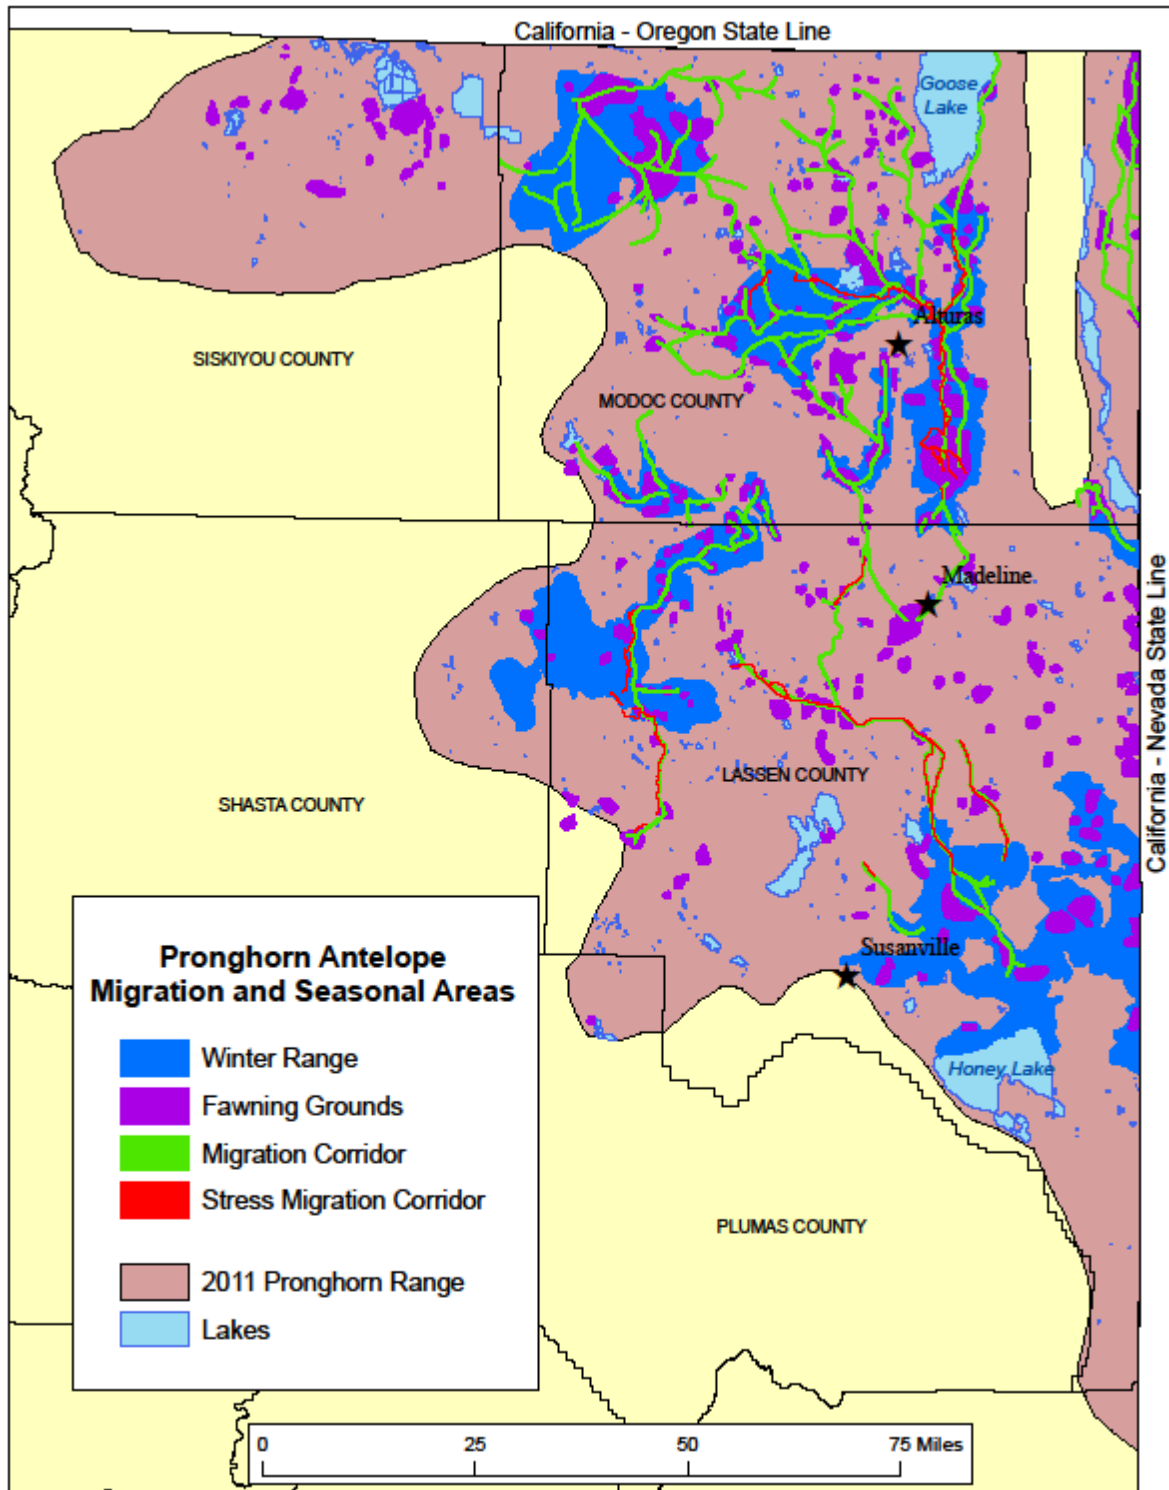 California - Oregon State Line
Goose
Lake
Alturas
SISKIYOU COUNTY
MODOC COUNTY
Madeline
California - Nevada State Line
LASSEN COUNTY
SHASTA COUNTY
Susanville
Honey Lake
PLUMAS COUNTY
Pronghorn Antelope
Migration and Seasonal Areas
Winter Range
Fawning Grounds
Migration Corridor
Stress Migration Corridor
2011 Pronghorn Range
Lakes
0 25 50 75 Miles